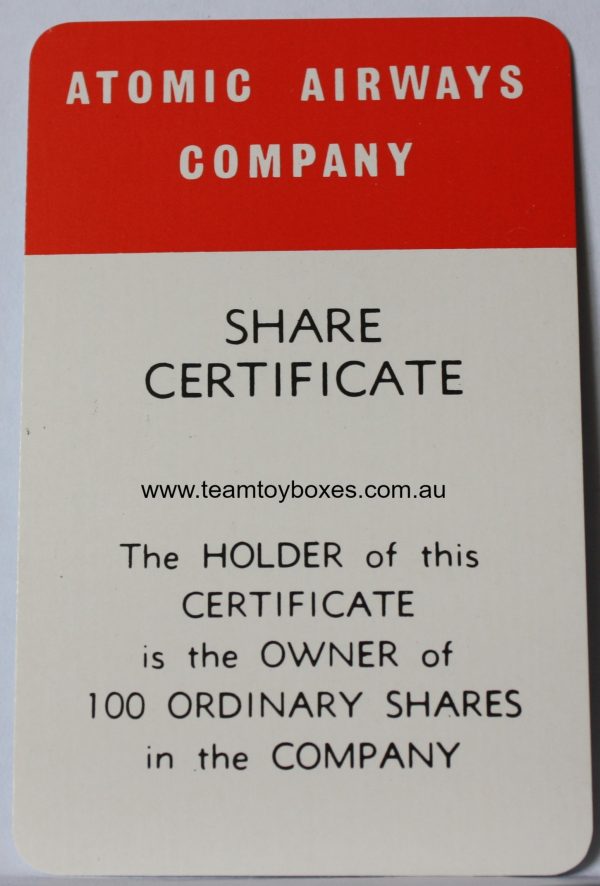 ATOMIC AIRWAYS
COMPANY
SHARE
CERTIFICATE
www.teamtoyboxes.com.au
The HOLDER of this
CERTIFICATE
is the OWNER of
100 ORDINARY SHARES
in the COMPANY